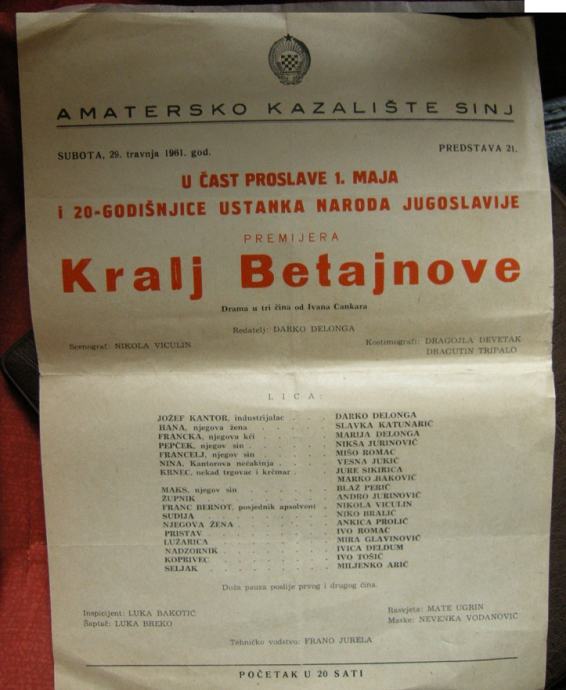 AMATERSKO KAZALIŠTE SINJ
SUBOTA, 29. travnja 1961. god.
PREDSTAVA 21.
U ČAST PROSLAVE 1. MAJA
i 20-GODIŠNJICE USTANKA NARODA JUGOSLAVIJE
PREMIJERA
Kralj Betajnove
Drama u tri čina od Ivana Cankara
Redatelj: DARKO DELONGA
Scenograf: NIKOLA VICULIN
Kostimografi: DRAGOJLA DEVETAK
DRAGUTIN TRIPALO
LICA:
JOŽEF KANTOR, industrijalac . . . DARKO DELONGA
HANA, njegova žena . . . . . SLAVKA KATUNARIĆ
FRANCKA, njegova kći . . . . MARIJA DELONGA
PEPČEK, njegov sin . . . . . NIKŠA JURINOVIĆ
FRANCELJ, njegov sin . . . . MIŠO ROMAC
NINA, Kantorova nećakinja . . . VESNA JUKIĆ
KRNEC, nekad trgovac i krčmar . . JURE SIKIRICA
MARKO BAKOVIĆ
MAKS, njegov sin . . . . . . BLAŽ PERIĆ
ŽUPNIK . . . . . . . . ANDRO JURINOVIĆ
FRANC BERNOT, posjednik apsolvent . NIKOLA VICULIN
SUDIJA . . . . . . . . NIKO BRALIĆ
NJEGOVA ŽENA . . . . . . ANKICA PROLIĆ
PRISTAV . . . . . . . . IVO ROMAC
LUŽARICA . . . . . . . MIRA GLAVINOVIĆ
NADZORNIK . . . . . . . IVICA DELDUM
KOPRIVEC . . . . . . . IVO TOŠIĆ
SELJAK . . . . . . . . MILJENKO ARIĆ
Duža pauza poslije prvog i drugog čina.
Inspicijent: LUKA BAKOTIĆ
Šaptač: LUKA BREKO
Rasvjeta: MATE UGRIN
Maske: NEVENKA VODANOVIĆ
Tehničko vodstvo: FRANO JURELA
POČETAK U 20 SATI